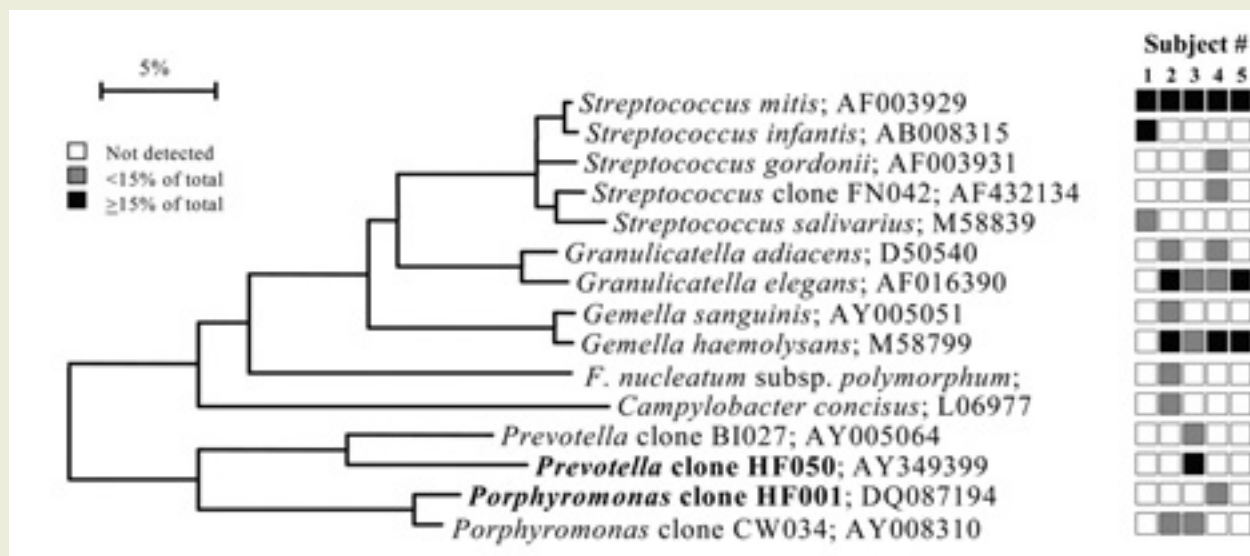 Subject #
5%
1 2 3 4 5
Streptococcus mitis; AF003929
Streptococcus infantis; AB008315
Not detected
Streptococcus gordonii; AF003931
<15% of total
Streptococcus clone FN042; AF432134
≥15% of total
Streptococcus salivarius; M58839
Granulicatella adiacens; D50540
Granulicatella elegans; AF016390
Gemella sanguinis; AY005051
Gemella haemolysans; M58799
F. nucleatum subsp. polymorphum;
Campylobacter concisus; L06977
Prevotella clone BI027; AY005064
Prevotella clone HF050; AY349399
Porphyromonas clone HF001; DQ087194
Porphyromonas clone CW034; AY008310